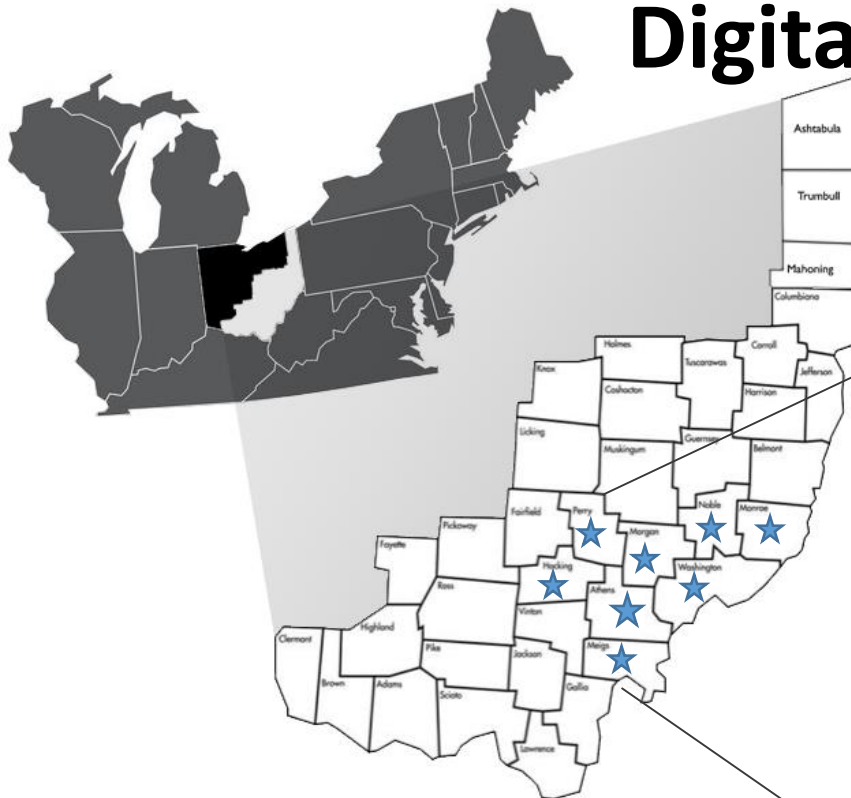 Digita
Ashtabula
Trumbull
Mahoning
Columbiana
Holmes
Carroll
Tuscarawas
Jefferson
Knox
Coshocton
Harrison
Licking
Muskingum
Guernsey
Belmont
Fairfield
Perry
Noble
Monroe
Pickaway
Morgan
Fayette
Hocking
Washington
Ross
Athens
Vinton
Highland
Clermont
Pike
Jackson
Meigs
Brown
Adams
Scioto
Gallia
Lawrence